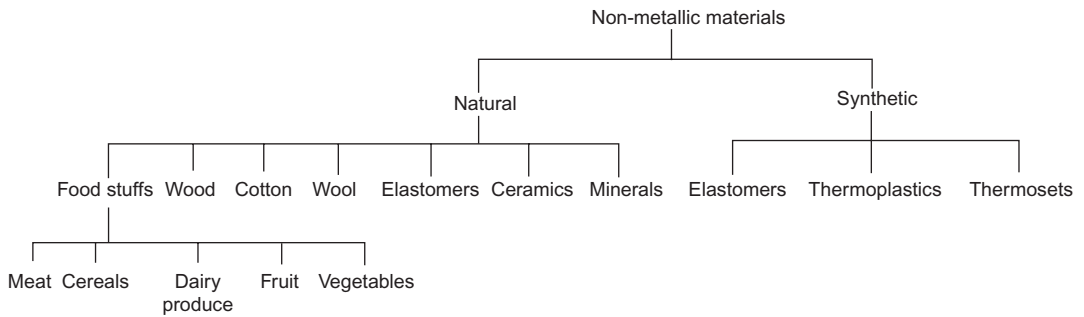 Non-metallic materials
Natural
Synthetic
Food stuffs
Wood
Cotton
Wool
Elastomers
Ceramics
Minerals
Elastomers
Thermoplastics
Thermosets
Meat
Cereals
Dairy
produce
Fruit
Vegetables